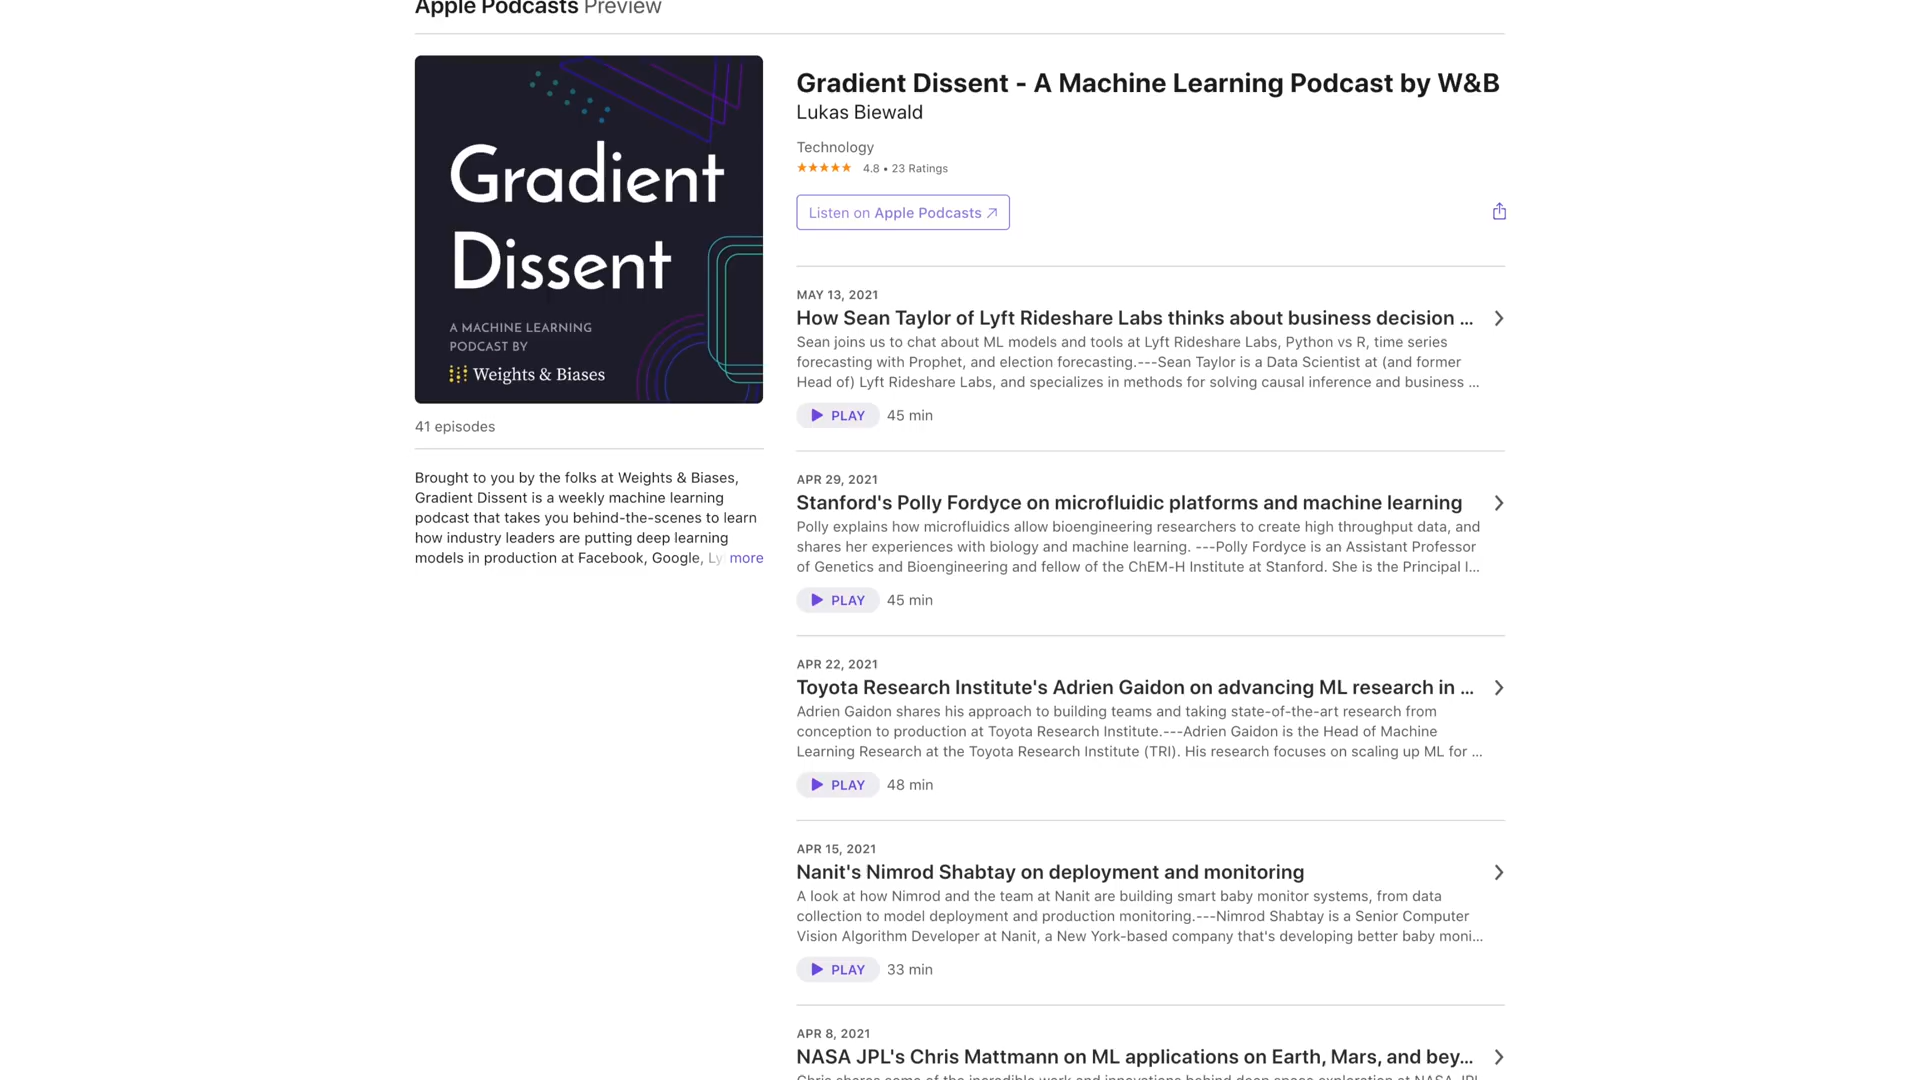 Apple Podcasts Preview
Gradient
Dissent
A MACHINE LEARNING
PODCAST BY
Weights & Biases
41 episodes
Brought to you by the folks at Weights & Biases,
Gradient Dissent is a weekly machine learning
podcast that takes you behind-the-scenes to learn
how industry leaders are putting deep learning
models in production at Facebook, Google, Ly more
Gradient Dissent - A Machine Learning Podcast by W&B
Lukas Biewald
Technology
★★★★★ 4.8 • 23 Ratings
Listen on Apple Podcasts ↗
MAY 13, 2021
How Sean Taylor of Lyft Rideshare Labs thinks about business decision ...
Sean joins us to chat about ML models and tools at Lyft Rideshare Labs, Python vs R, time series
forecasting with Prophet, and election forecasting.---Sean Taylor is a Data Scientist at (and former
Head of) Lyft Rideshare Labs, and specializes in methods for solving causal inference and business ...
PLAY 45 min
APR 29, 2021
Stanford's Polly Fordyce on microfluidic platforms and machine learning
Polly explains how microfluidics allow bioengineering researchers to create high throughput data, and
shares her experiences with biology and machine learning. ---Polly Fordyce is an Assistant Professor
of Genetics and Bioengineering and fellow of the ChEM-H Institute at Stanford. She is the Principal I...
PLAY 45 min
APR 22, 2021
Toyota Research Institute's Adrien Gaidon on advancing ML research in ...
Adrien Gaidon shares his approach to building teams and taking state-of-the-art research from
conception to production at Toyota Research Institute.---Adrien Gaidon is the Head of Machine
Learning Research at the Toyota Research Institute (TRI). His research focuses on scaling up ML for ...
PLAY 48 min
APR 15, 2021
Nanit's Nimrod Shabtay on deployment and monitoring
A look at how Nimrod and the team at Nanit are building smart baby monitor systems, from data
collection to model deployment and production monitoring.---Nimrod Shabtay is a Senior Computer
Vision Algorithm Developer at Nanit, a New York-based company that's developing better baby moni...
PLAY 33 min
APR 8, 2021
NASA JPL's Chris Mattmann on ML applications on Earth, Mars, and bey...
Chris shares some of the incredible work and innovations behind deep space exploration at NASA JPL